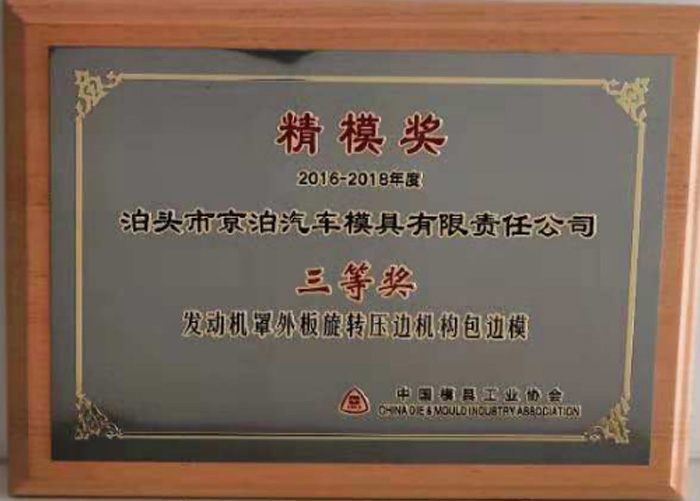 精模奖
2016-2018年度
泊头市京泊汽车模具有限责任公司
三等奖
发动机罩外板旋转压边机构包边模
中国模具工业协会
CHINA DIE & MOULD INDUSTRY ASSOCIATION